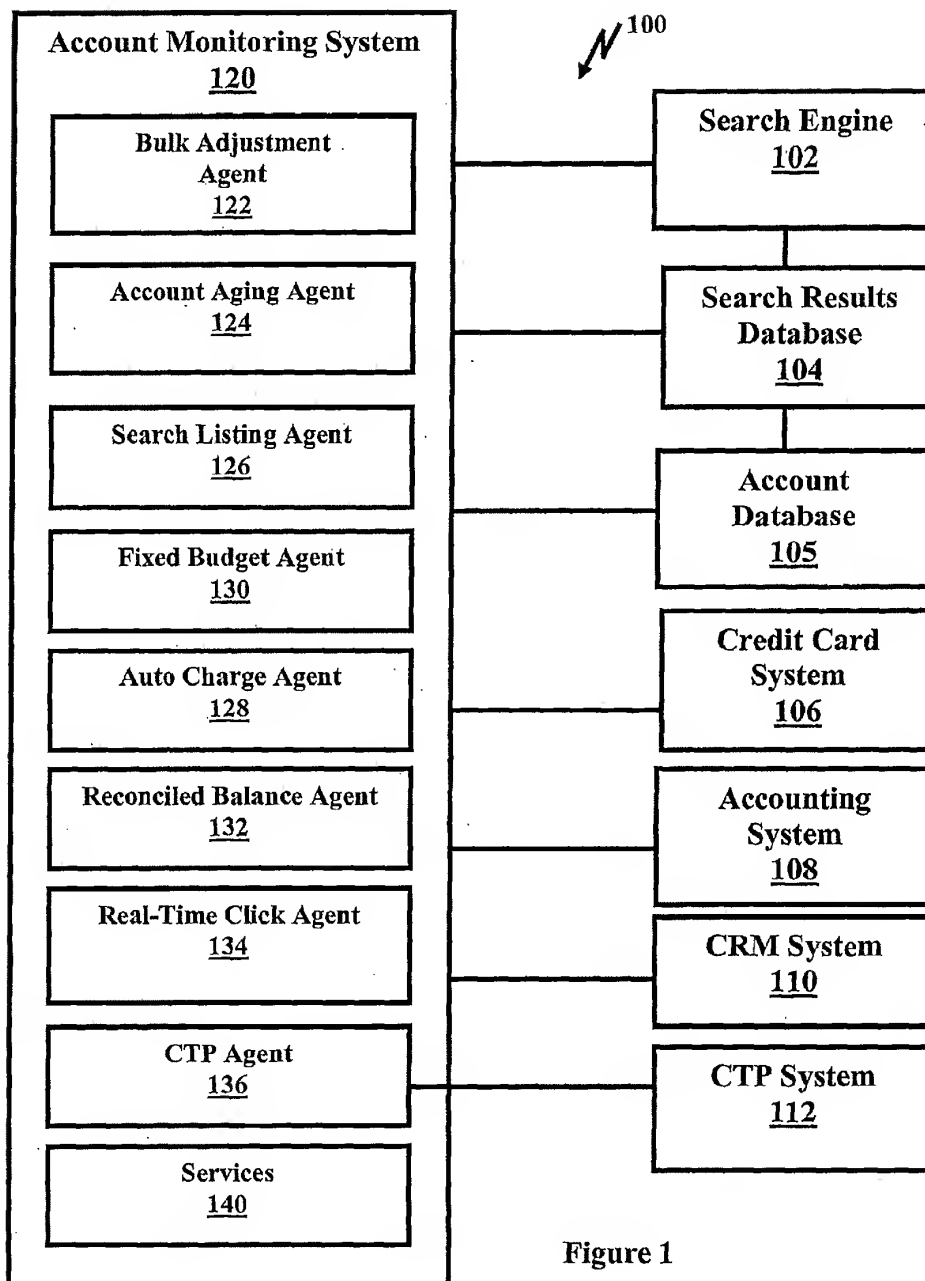 Account Monitoring System
120
Bulk Adjustment
Agent
122
Account Aging Agent
124
Search Listing Agent
126
Fixed Budget Agent
130
Auto Charge Agent
128
Reconciled Balance Agent
132
Real-Time Click Agent
134
CTP Agent
136
Services
140
100
Search Engine
102
Search Results
Database
104
Account
Database
105
Credit Card
System
106
Accounting
System
108
CRM System
110
CTP System
112
Figure 1